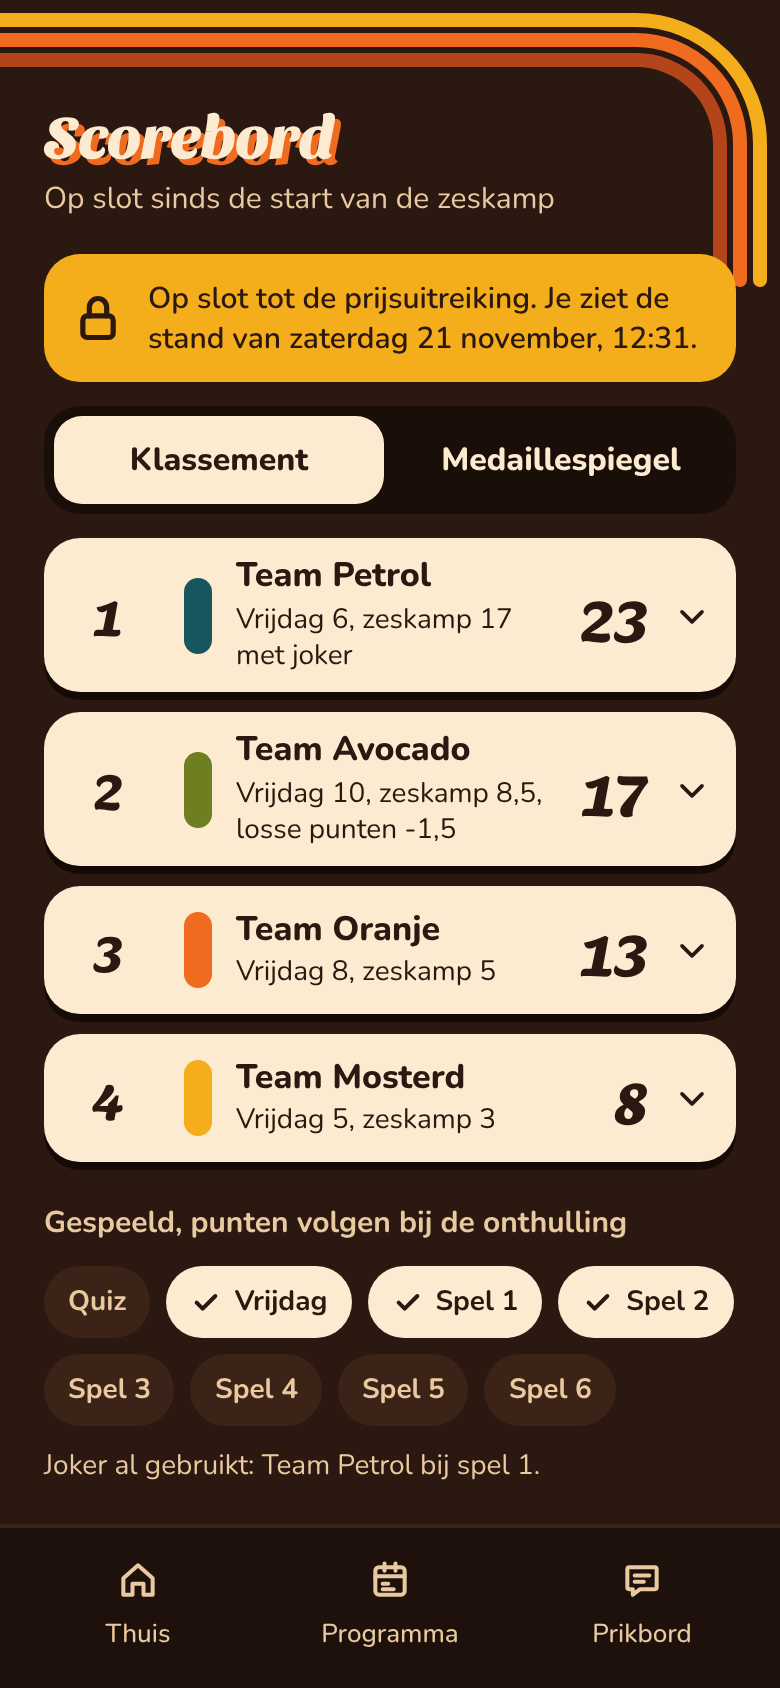 Scorebord
Op slot sinds de start van de zeskamp
Op slot tot de prijsuitreiking. Je ziet de
stand van zaterdag 21 november, 12:31.
Klassement Medaillespiegel
1 Team Petrol
Vrijdag 6, zeskamp 17
met joker
23
2 Team Avocado
Vrijdag 10, zeskamp 8,5,
losse punten -1,5
17
3 Team Oranje
Vrijdag 8, zeskamp 5
13
4 Team Mosterd
Vrijdag 5, zeskamp 3
8
Gespeeld, punten volgen bij de onthulling
Quiz Vrijdag Spel 1 Spel 2
Spel 3 Spel 4 Spel 5 Spel 6
Joker al gebruikt: Team Petrol bij spel 1.
Thuis Programma Prikbord